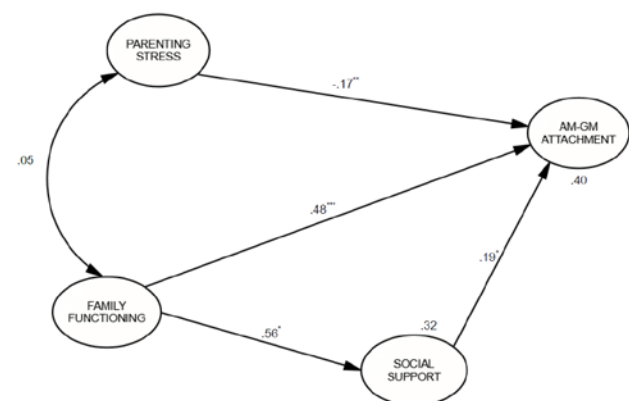 PARENTING
STRESS
-.17**
AM-GM
ATTACHMENT
.05
.40
.48***
.19*
FAMILY
FUNCTIONING
.56*
.32
SOCIAL
SUPPORT